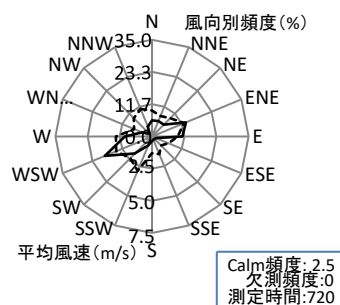 N 風向別頻度(%)
35.0
NNW NNE
NW NE
23.3
WN... ENE
11.7
W 0.0 E
WSW ESE
2.5
SW SE
5.0
SSW SSE
平均風速(m/s)
7.5
S
Calm頻度: 2.5
欠測頻度:0
測定時間:720